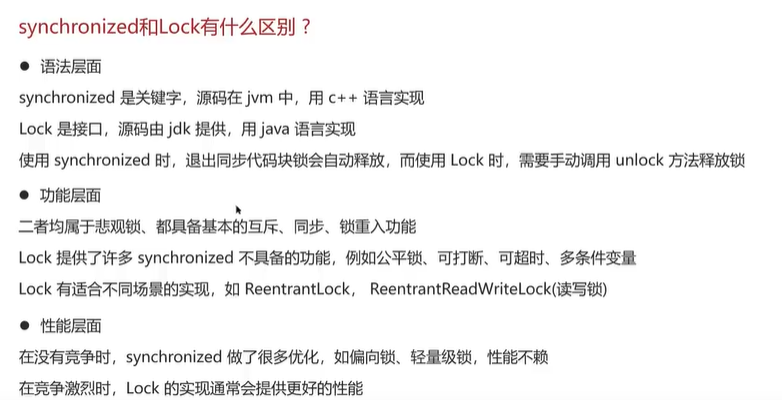 synchronized和Lock有什么区别？
● 语法层面
synchronized 是关键字，源码在 jvm 中，用 c++ 语言实现
Lock 是接口，源码由 jdk 提供，用 java 语言实现
使用 synchronized 时，退出同步代码块锁会自动释放，而使用 Lock 时，需要手动调用 unlock 方法释放锁
● 功能层面
二者均属于悲观锁、都具备基本的互斥、同步、锁重入功能
Lock 提供了许多 synchronized 不具备的功能，例如公平锁、可打断、可超时、多条件变量
Lock 有适合不同场景的实现，如 ReentrantLock， ReentrantReadWriteLock(读写锁)
● 性能层面
在没有竞争时，synchronized 做了很多优化，如偏向锁、轻量级锁，性能不赖
在竞争激烈时，Lock 的实现通常会提供更好的性能